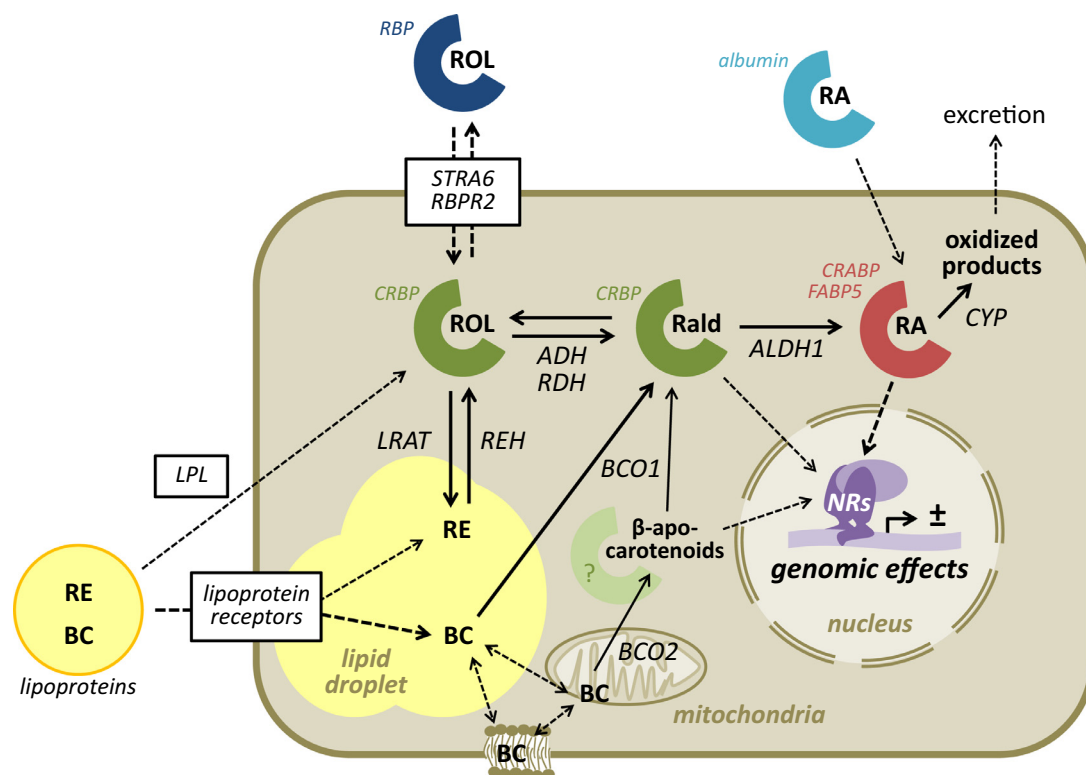 RBP
ROL
albumin
RA
excretion
STRA6
RBPR2
oxidized
products
CRBP
ROL
CRBP
Rald
CRABP
FABP5
RA
CYP
ADH
RDH
ALDH1
LRAT
REH
LPL
BCO1
RE
β-apo-
carotenoids
?
NRs
±
genomic effects
nucleus
RE
BC
lipoproteins
lipoprotein
receptors
BC
lipid
droplet
BCO2
BC
mitochondria
BC